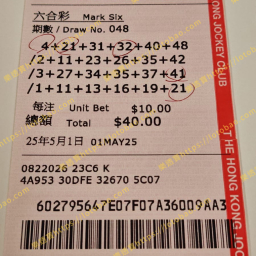 六合彩 Mark Six
期數 / Draw No. 048
4+21+31+32+40+48
/2+11+23+26+35+42
/3+27+34+35+37+41
/1+11+13+16+19+21
每注 Unit Bet $10.00
總額 Total $40.00
25年5月1日 01MAY25
0822026 23C6 K
4A953 30DFE 32670 5C07
602795647E07F07A36009AA3
ONG JOCKEY CLUB
THE HONG KONG JOCKEY